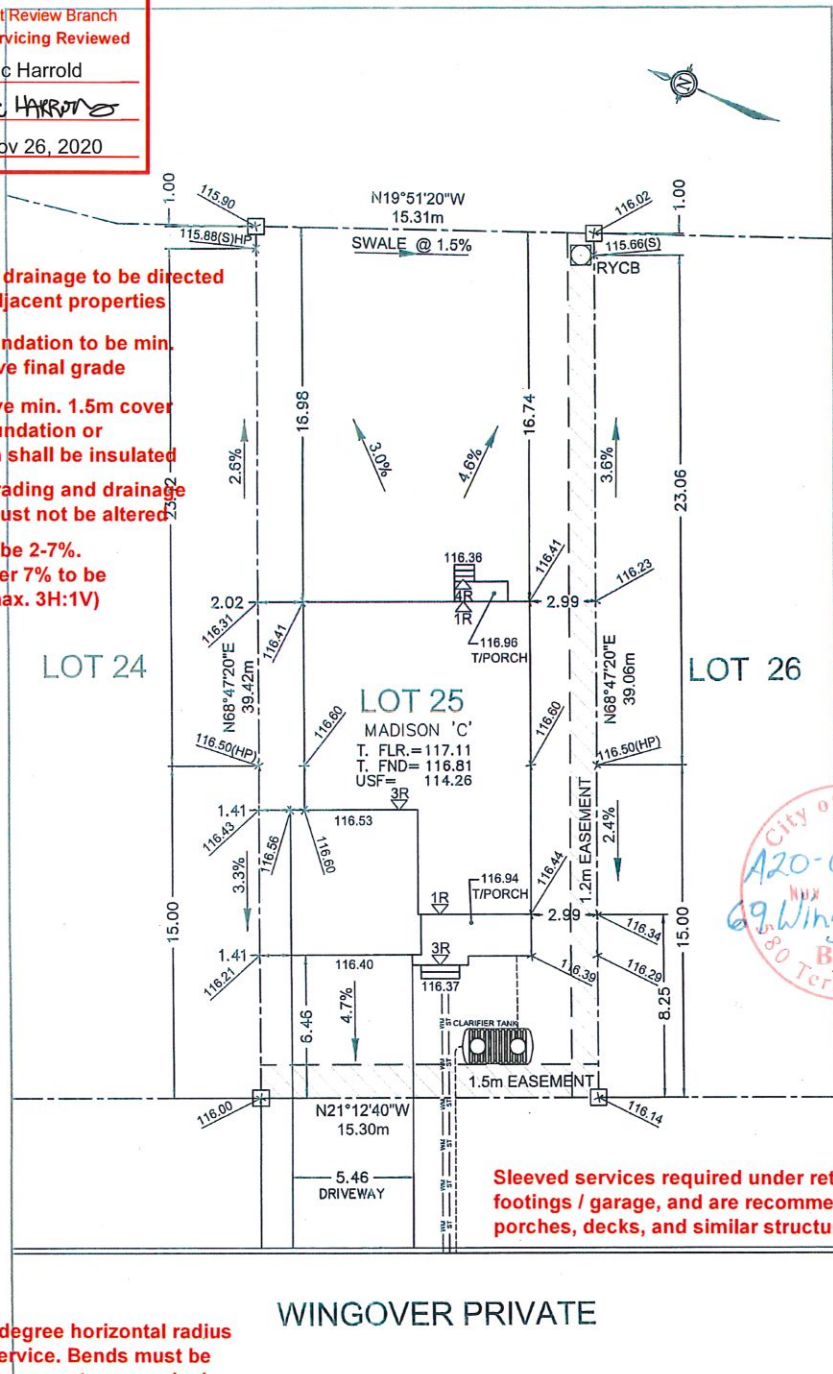 t Review Branch
rvicing Reviewed
c Harrold
HARROLD
ov 26, 2020
N
1.00
115.90
N19°51'20"W
15.31m
116.02
1.00
115.88(S)HP
SWALE @ 1.5%
115.66(S)
RYCB
drainage to be directed
djacent properties
ndation to be min.
ve final grade
ve min. 1.5m cover
undation or
n shall be insulated
rading and drainage
ust not be altered
be 2-7%.
er 7% to be
max. 3H:1V)
16.98
16.74
2.6%
3.0%
4.6%
3.6%
23.06
116.36
4R
1R
116.41
116.23
2.02
2.99
116.31
116.41
116.96
T/PORCH
LOT 24
N68°47'20"E
39.42m
LOT 25
MADISON 'C'
T. FLR.=117.11
T. FND= 116.81
USF= 114.26
N68°47'20"E
39.06m
LOT 26
116.60
116.60
116.50(HP)
116.50(HP)
3R
1.41
116.53
116.43
116.56
116.60
1.2m EASEMENT
2.4%
3.3%
116.94
T/PORCH
116.44
1R
2.99
116.34
15.00
15.00
1.41
3R
116.40
116.37
116.39
116.29
116.21
8.25
6.46
4.7%
CLARIFIER TANK
WM ST
1.5m EASEMENT
116.00
N21°12'40"W
15.30m
116.14
5.46
DRIVEWAY
City of
A20-
69 Win
B
580 Ter
Sleeved services required under ret
footings / garage, and are recomme
porches, decks, and similar structu
WINGOVER PRIVATE
degree horizontal radius
ervice. Bends must be